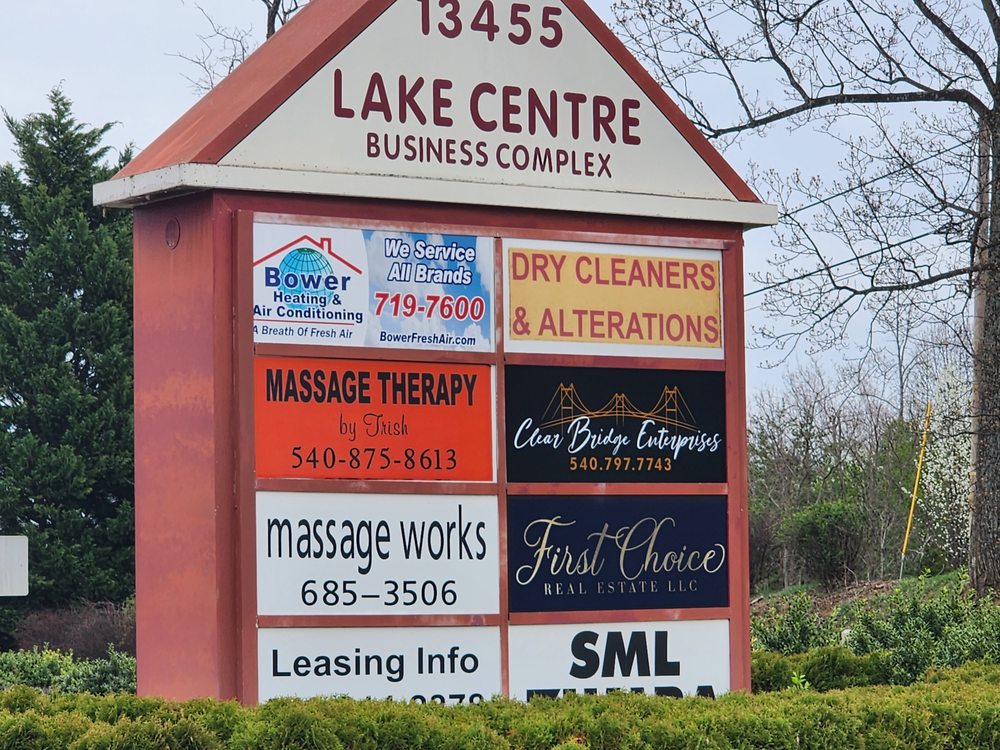 13455
LAKE CENTRE
BUSINESS COMPLEX
Bower
Heating &
Air Conditioning
A Breath Of Fresh Air
We Service
All Brands
719-7600
BowerFreshAir.com
DRY CLEANERS
& ALTERATIONS
MASSAGE THERAPY
by Trish
540-875-8613
Clear Bridge Enterprises
540.797.7743
massage works
685-3506
First Choice
REAL ESTATE LLC
Leasing Info
SML